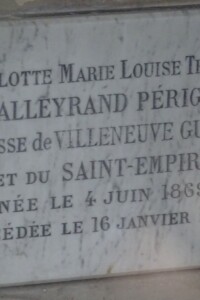 LOTTE MARIE LOUISE T
ALLEYRAND PÉRIG
SSE de VILLENEUVE GU
ET DU SAINT-EMPIR
NÉE LE 4 JUIN 186
ÉDÉE LE 16 JANVIER